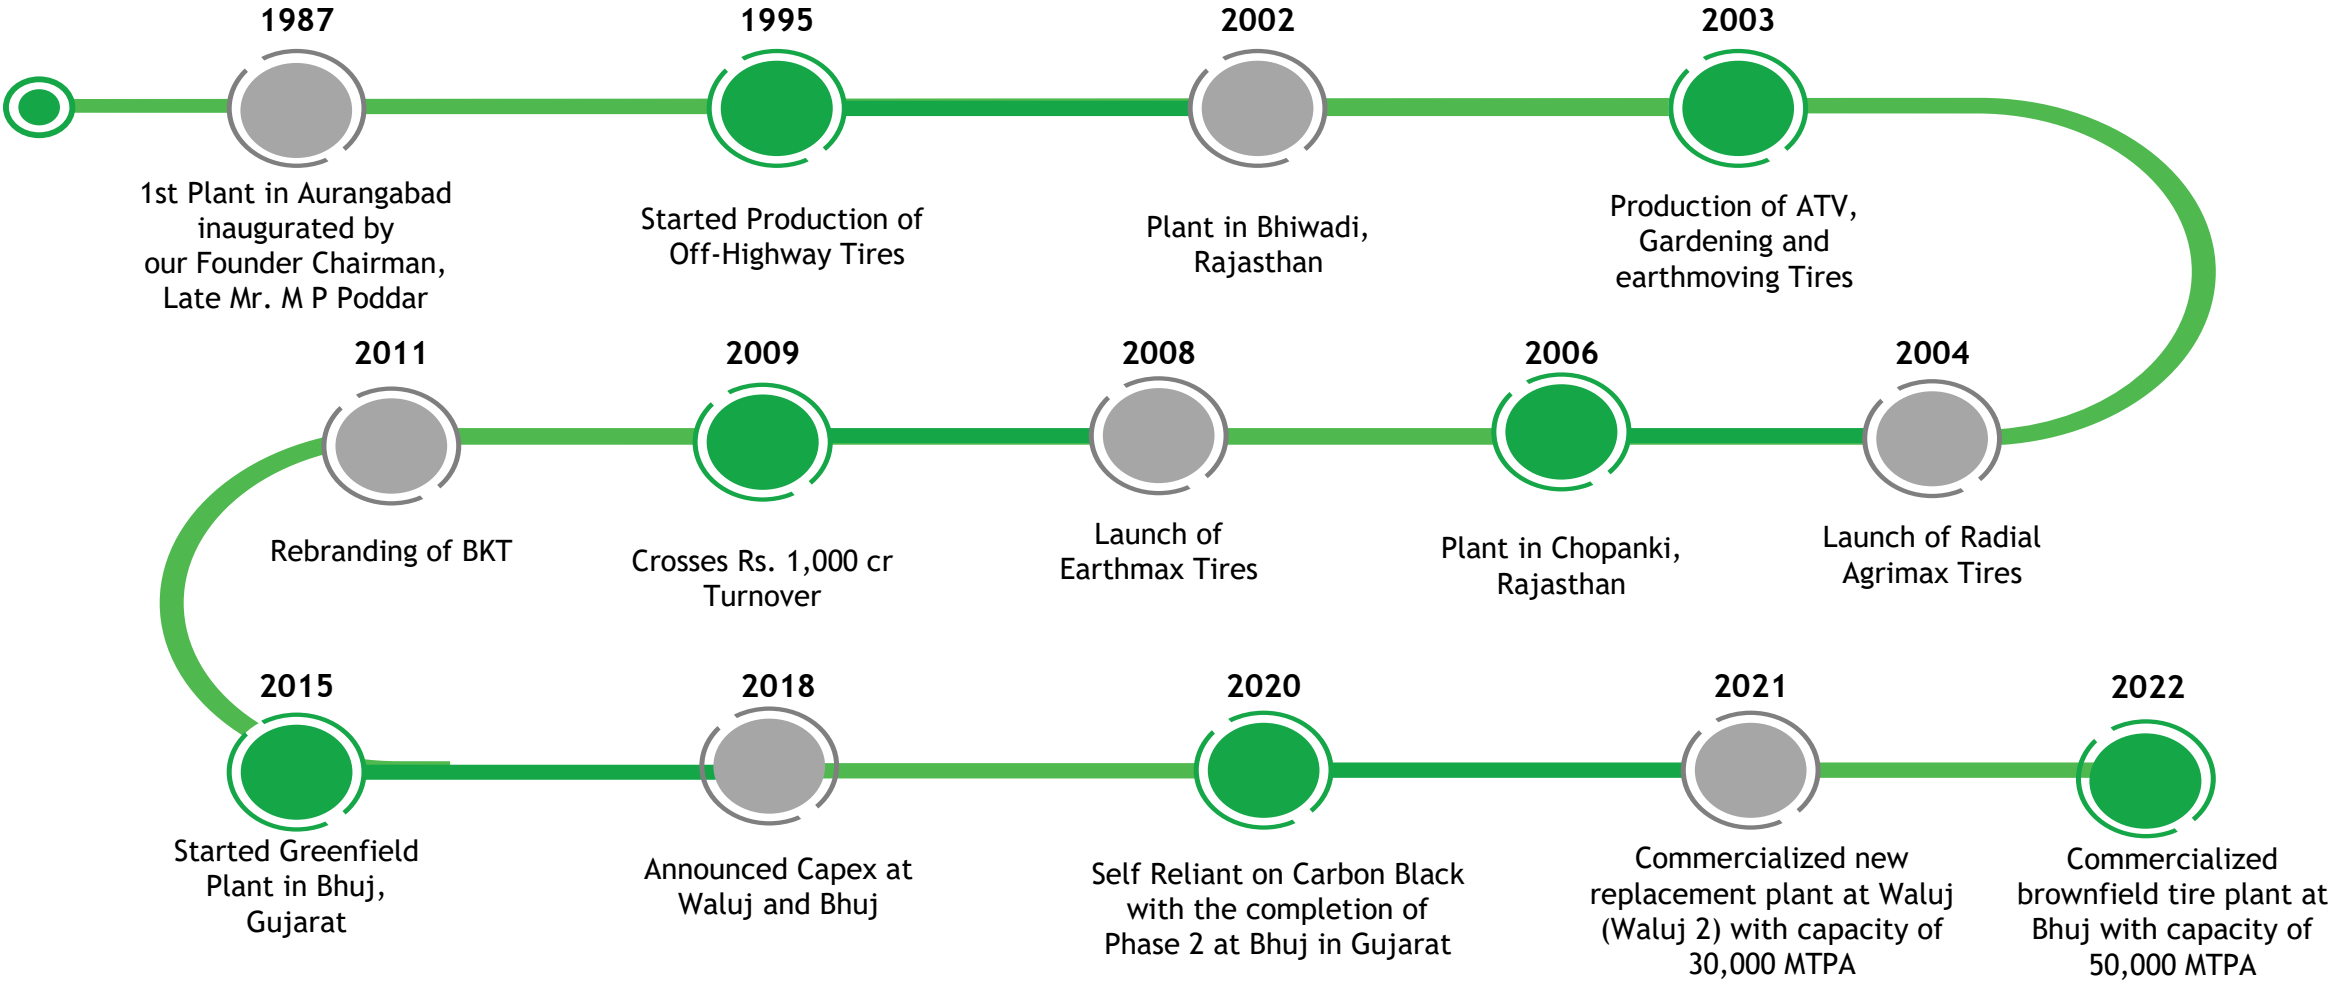 1987
1st Plant in Aurangabad
inaugurated by
our Founder Chairman,
Late Mr. M P Poddar
1995
Started Production of
Off-Highway Tires
2002
Plant in Bhiwadi,
Rajasthan
2003
Production of ATV,
Gardening and
earthmoving Tires
2004
Launch of Radial
Agrimax Tires
2006
Plant in Chopanki,
Rajasthan
2008
Launch of
Earthmax Tires
2009
Crosses Rs. 1,000 cr
Turnover
2011
Rebranding of BKT
2015
Started Greenfield
Plant in Bhuj,
Gujarat
2018
Announced Capex at
Waluj and Bhuj
2020
Self Reliant on Carbon Black
with the completion of
Phase 2 at Bhuj in Gujarat
2021
Commercialized new
replacement plant at Waluj
(Waluj 2) with capacity of
30,000 MTPA
2022
Commercialized
brownfield tire plant at
Bhuj with capacity of
50,000 MTPA